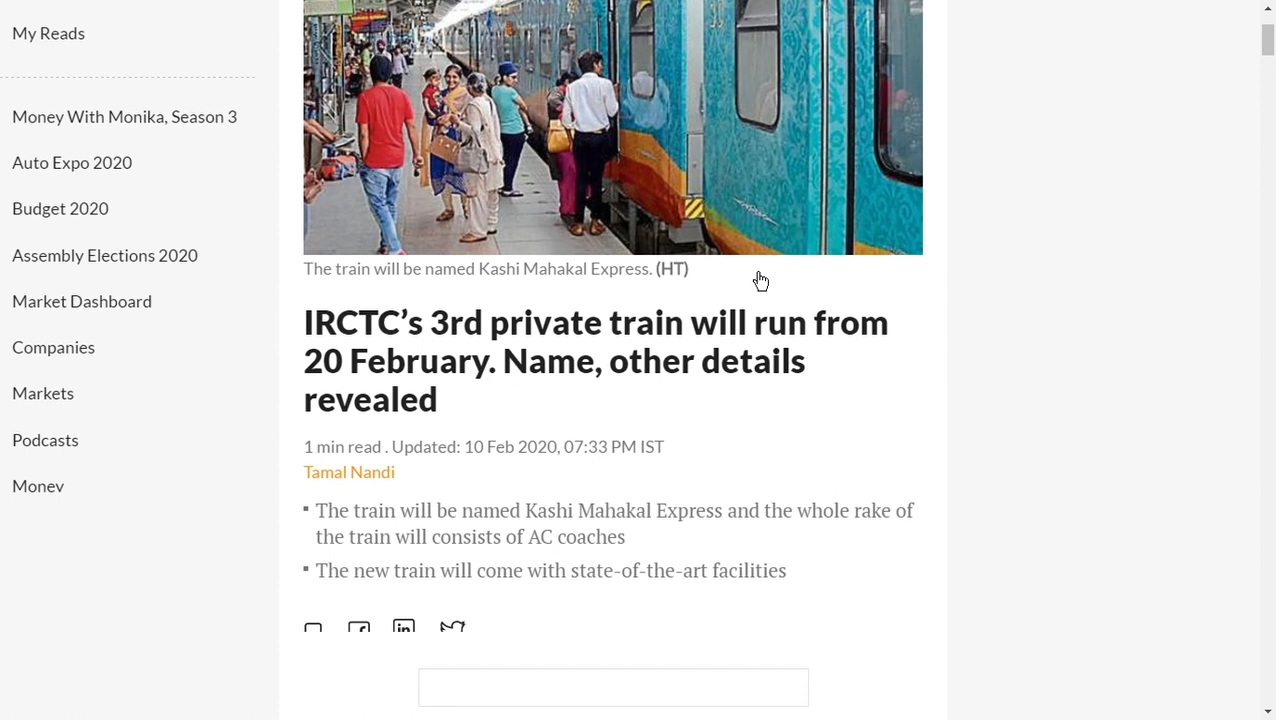 My Reads
Money With Monika, Season 3
Auto Expo 2020
Budget 2020
Assembly Elections 2020
Market Dashboard
Companies
Markets
Podcasts
Money
The train will be named Kashi Mahakal Express. (HT)
IRCTC’s 3rd private train will run from
20 February. Name, other details
revealed
1 min read . Updated: 10 Feb 2020, 07:33 PM IST
Tamal Nandi
▪ The train will be named Kashi Mahakal Express and the whole rake of
the train will consists of AC coaches
▪ The new train will come with state-of-the-art facilities